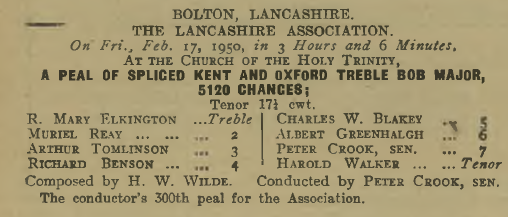 BOLTON, LANCASHIRE.
THE LANCASHIRE ASSOCIATION.
On Fri., Feb. 17, 1950, in 3 Hours and 6 Minutes,
AT THE CHURCH OF THE HOLY TRINITY,
A PEAL OF SPLICED KENT AND OXFORD TREBLE BOB MAJOR,
5120 CHANGES;
Tenor 17¼ cwt.
R. MARY ELKINGTON ...Treble
MURIEL REAY ... ... ... 2
ARTHUR TOMLINSON ... 3
RICHARD BENSON ... ... 4
CHARLES W. BLAKEY ... 5
ALBERT GREENHALGH ... 6
PETER CROOK, SEN. ... 7
HAROLD WALKER ... ... Tenor
Composed by H. W. WILDE. Conducted by PETER CROOK, SEN.
The conductor's 300th peal for the Association.